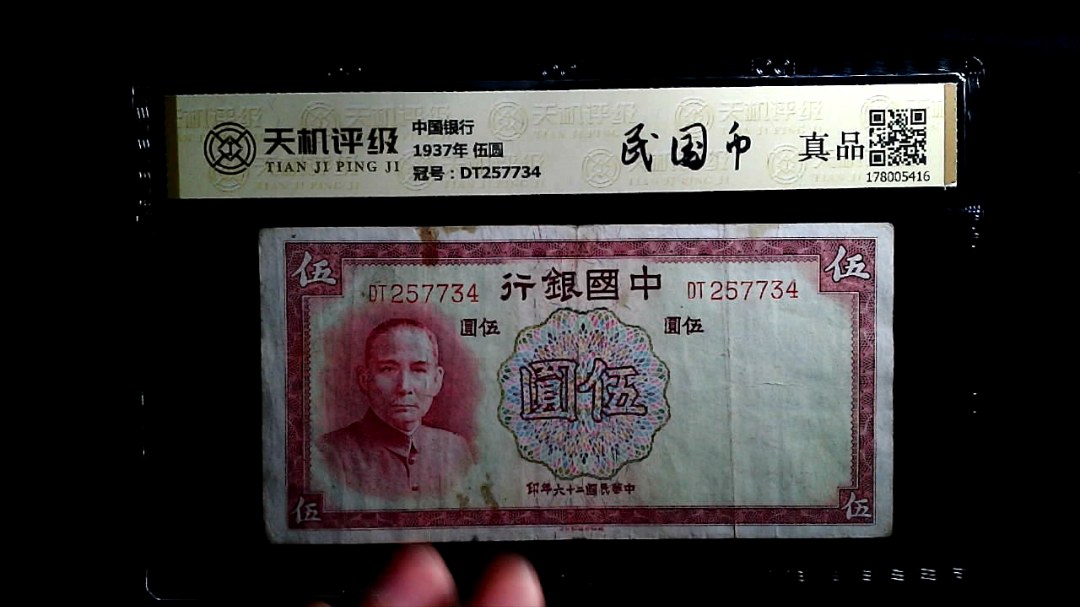 天机评级
TIAN JI PING JI
中国银行
1937年 伍圆
冠号：DT257734
民国币
真品
178005416
伍
伍
DT257734
行銀國中
DT257734
圓伍
圓伍
圓伍
印年六十二國民華中
伍
伍